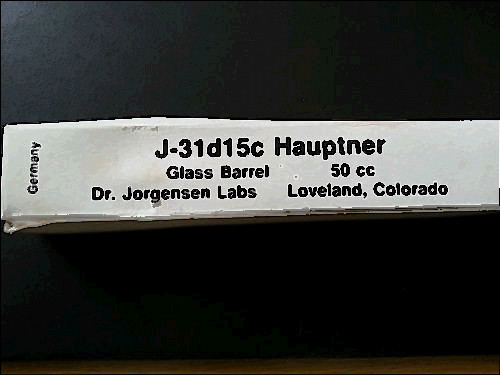 Germany
J-31d15c Hauptner
Glass Barrel 50 cc
Dr. Jorgensen Labs Loveland, Colorado